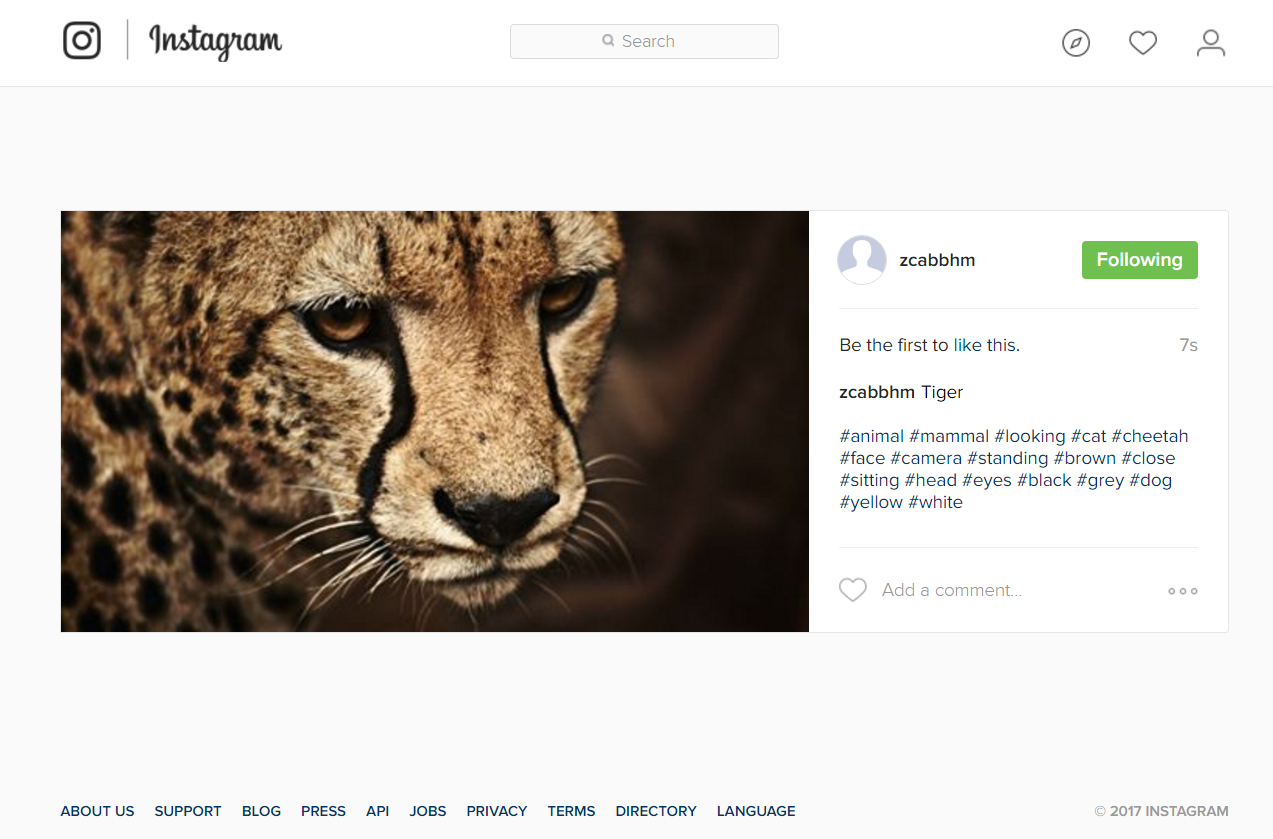 Instagram
Search
zcabbhm
Following
Be the first to like this.
7s
zcabbhm Tiger
#animal #mammal #looking #cat #cheetah
#face #camera #standing #brown #close
#sitting #head #eyes #black #grey #dog
#yellow #white
Add a comment...
ABOUT US SUPPORT BLOG PRESS API JOBS PRIVACY TERMS DIRECTORY LANGUAGE
© 2017 INSTAGRAM